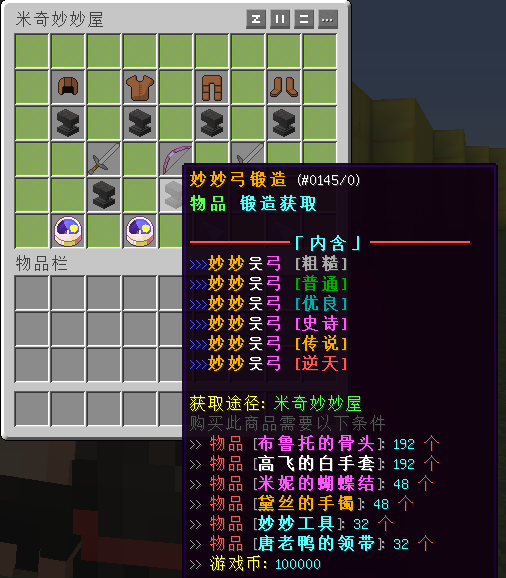 米奇妙妙屋
妙妙弓锻造 (#0145/0)
物品 锻造获取
「内含」
>>>妙妙웃弓 [粗糙]
>>>妙妙웃弓 [普通]
>>>妙妙웃弓 [优良]
>>>妙妙웃弓 [史诗]
>>>妙妙웃弓 [传说]
>>>妙妙웃弓 [逆天]
物品栏
获取途径: 米奇妙妙屋
购买此商品需要以下条件
>> 物品 [布鲁托的骨头]: 192 个
>> 物品 [高飞的白手套]: 192 个
>> 物品 [米妮的蝴蝶结]: 48 个
>> 物品 [黛丝的手镯]: 48 个
>> 物品 [妙妙工具]: 32 个
>> 物品 [唐老鸭的领带]: 32 个
>> 游戏币: 100000